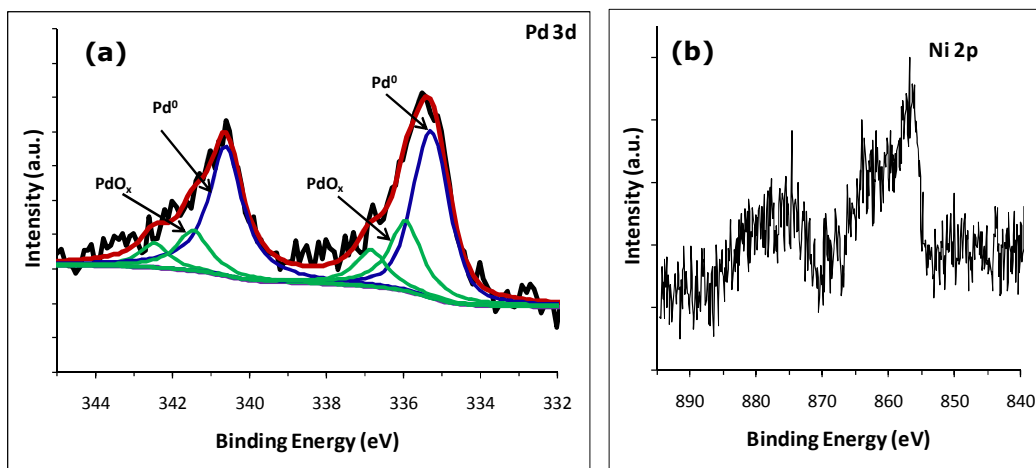 (a)
Pd 3d
Pd⁰
Pd⁰
PdOₓ
PdOₓ
Intensity (a.u.)
344 342 340 338 336 334 332
Binding Energy (eV)
(b)
Ni 2p
Intensity (a.u.)
890 880 870 860 850 840
Binding Energy (eV)